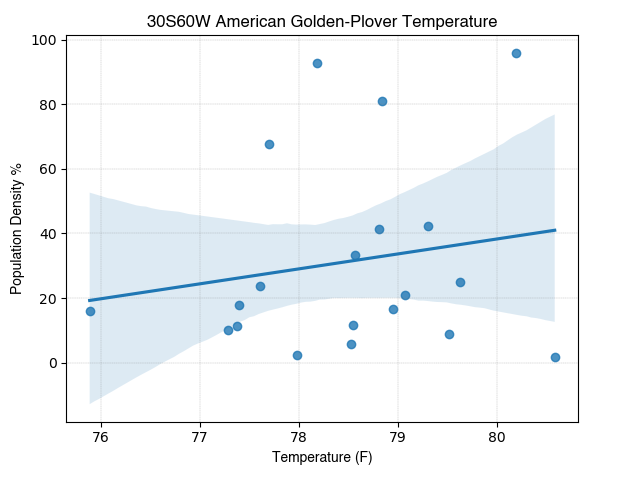 30S60W American Golden-Plover Temperature
100
80
60
40
20
0
Population Density %
76 77 78 79 80
Temperature (F)